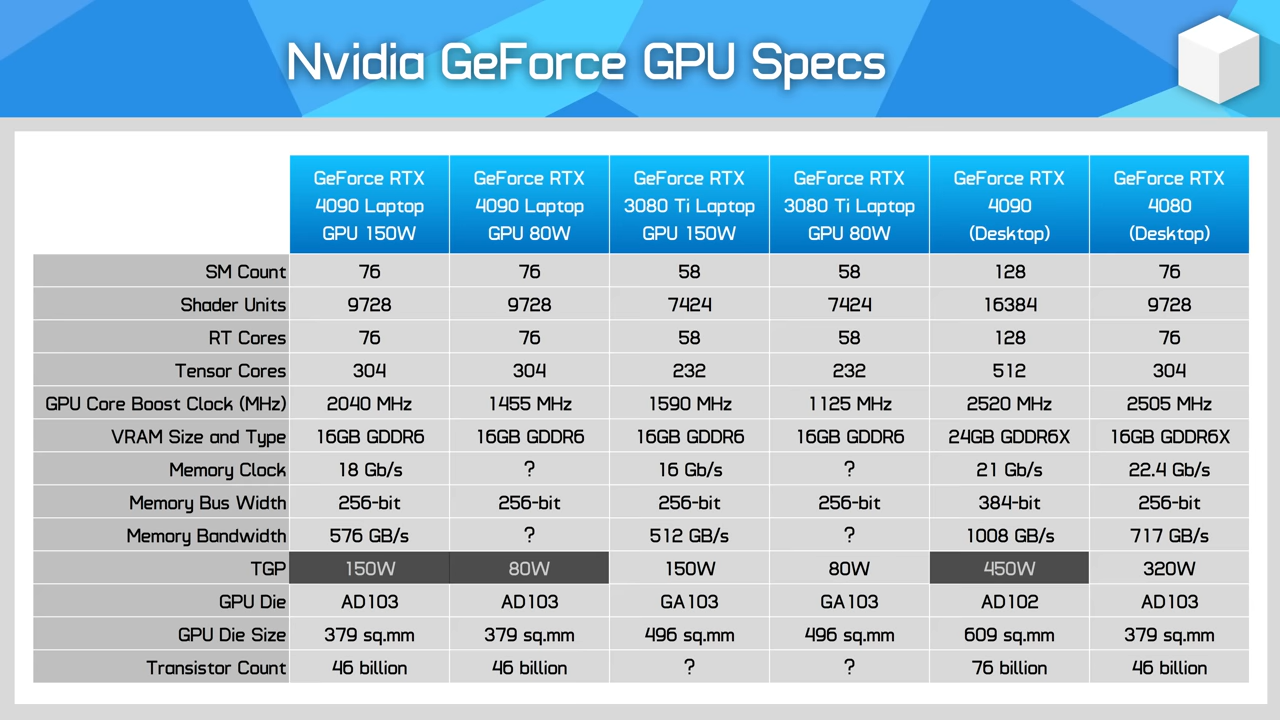 Nvidia GeForce GPU Specs
GeForce RTX 4090 Laptop GPU 150W GeForce RTX 4090 Laptop GPU 80W GeForce RTX 3080 Ti Laptop GPU 150W GeForce RTX 3080 Ti Laptop GPU 80W GeForce RTX 4090 (Desktop) GeForce RTX 4080 (Desktop)
SM Count 76 76 58 58 128 76
Shader Units 9728 9728 7424 7424 16384 9728
RT Cores 76 76 58 58 128 76
Tensor Cores 304 304 232 232 512 304
GPU Core Boost Clock (MHz) 2040 MHz 1455 MHz 1590 MHz 1125 MHz 2520 MHz 2505 MHz
VRAM Size and Type 16GB GDDR6 16GB GDDR6 16GB GDDR6 16GB GDDR6 24GB GDDR6X 16GB GDDR6X
Memory Clock 18 Gb/s ? 16 Gb/s ? 21 Gb/s 22.4 Gb/s
Memory Bus Width 256-bit 256-bit 256-bit 256-bit 384-bit 256-bit
Memory Bandwidth 576 GB/s ? 512 GB/s ? 1008 GB/s 717 GB/s
TGP 150W 80W 150W 80W 450W 320W
GPU Die AD103 AD103 GA103 GA103 AD102 AD103
GPU Die Size 379 sq.mm 379 sq.mm 496 sq.mm 496 sq.mm 609 sq.mm 379 sq.mm
Transistor Count 46 billion 46 billion ? ? 76 billion 46 billion